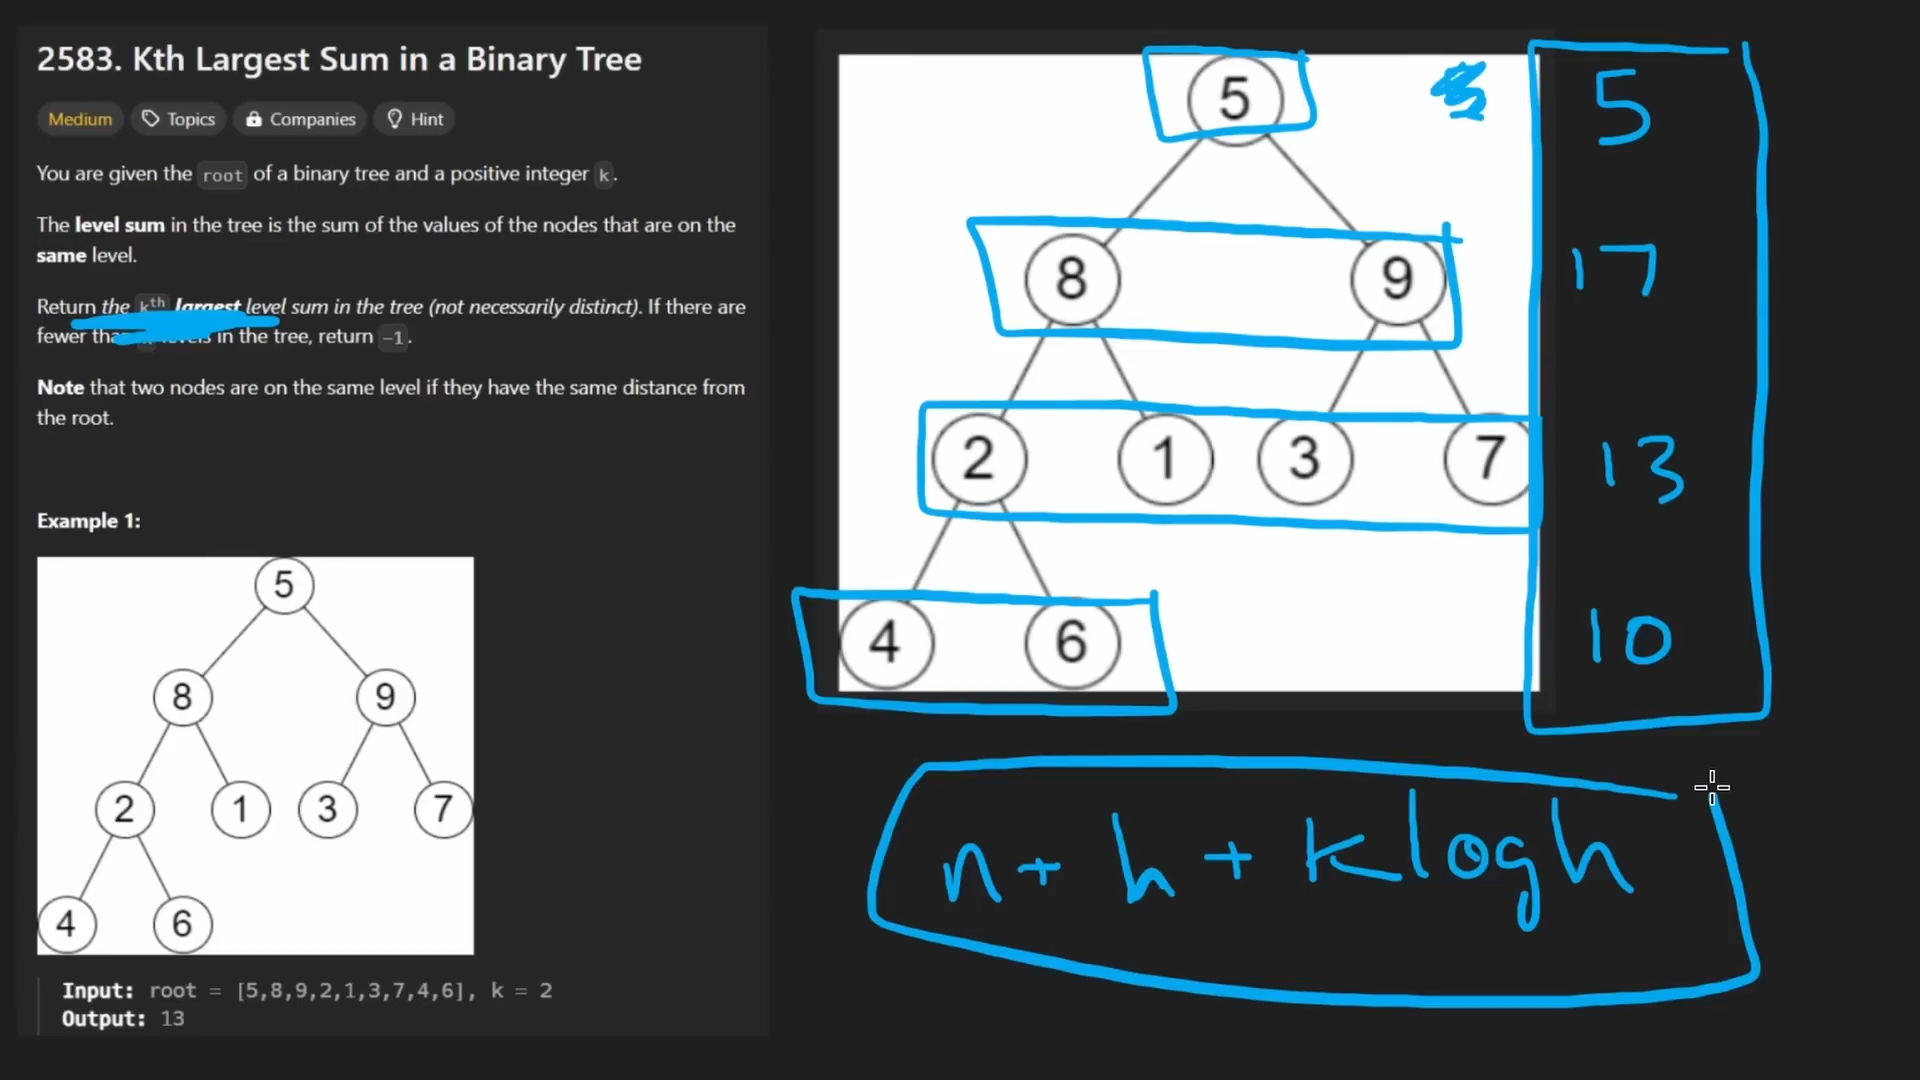 2583. Kth Largest Sum in a Binary Tree
Medium Topics Companies Hint
You are given the root of a binary tree and a positive integer k.
The level sum in the tree is the sum of the values of the nodes that are on the
same level.
Return the kth largest level sum in the tree (not necessarily distinct). If there are
fewer than levels in the tree, return -1.
Note that two nodes are on the same level if they have the same distance from
the root.
Example 1:
5
8 9
2 1 3 7
4 6
Input: root = [5,8,9,2,1,3,7,4,6], k = 2
Output: 13
5 5
8 9 17
2 1 3 7 13
4 6 10
n + h + k log h